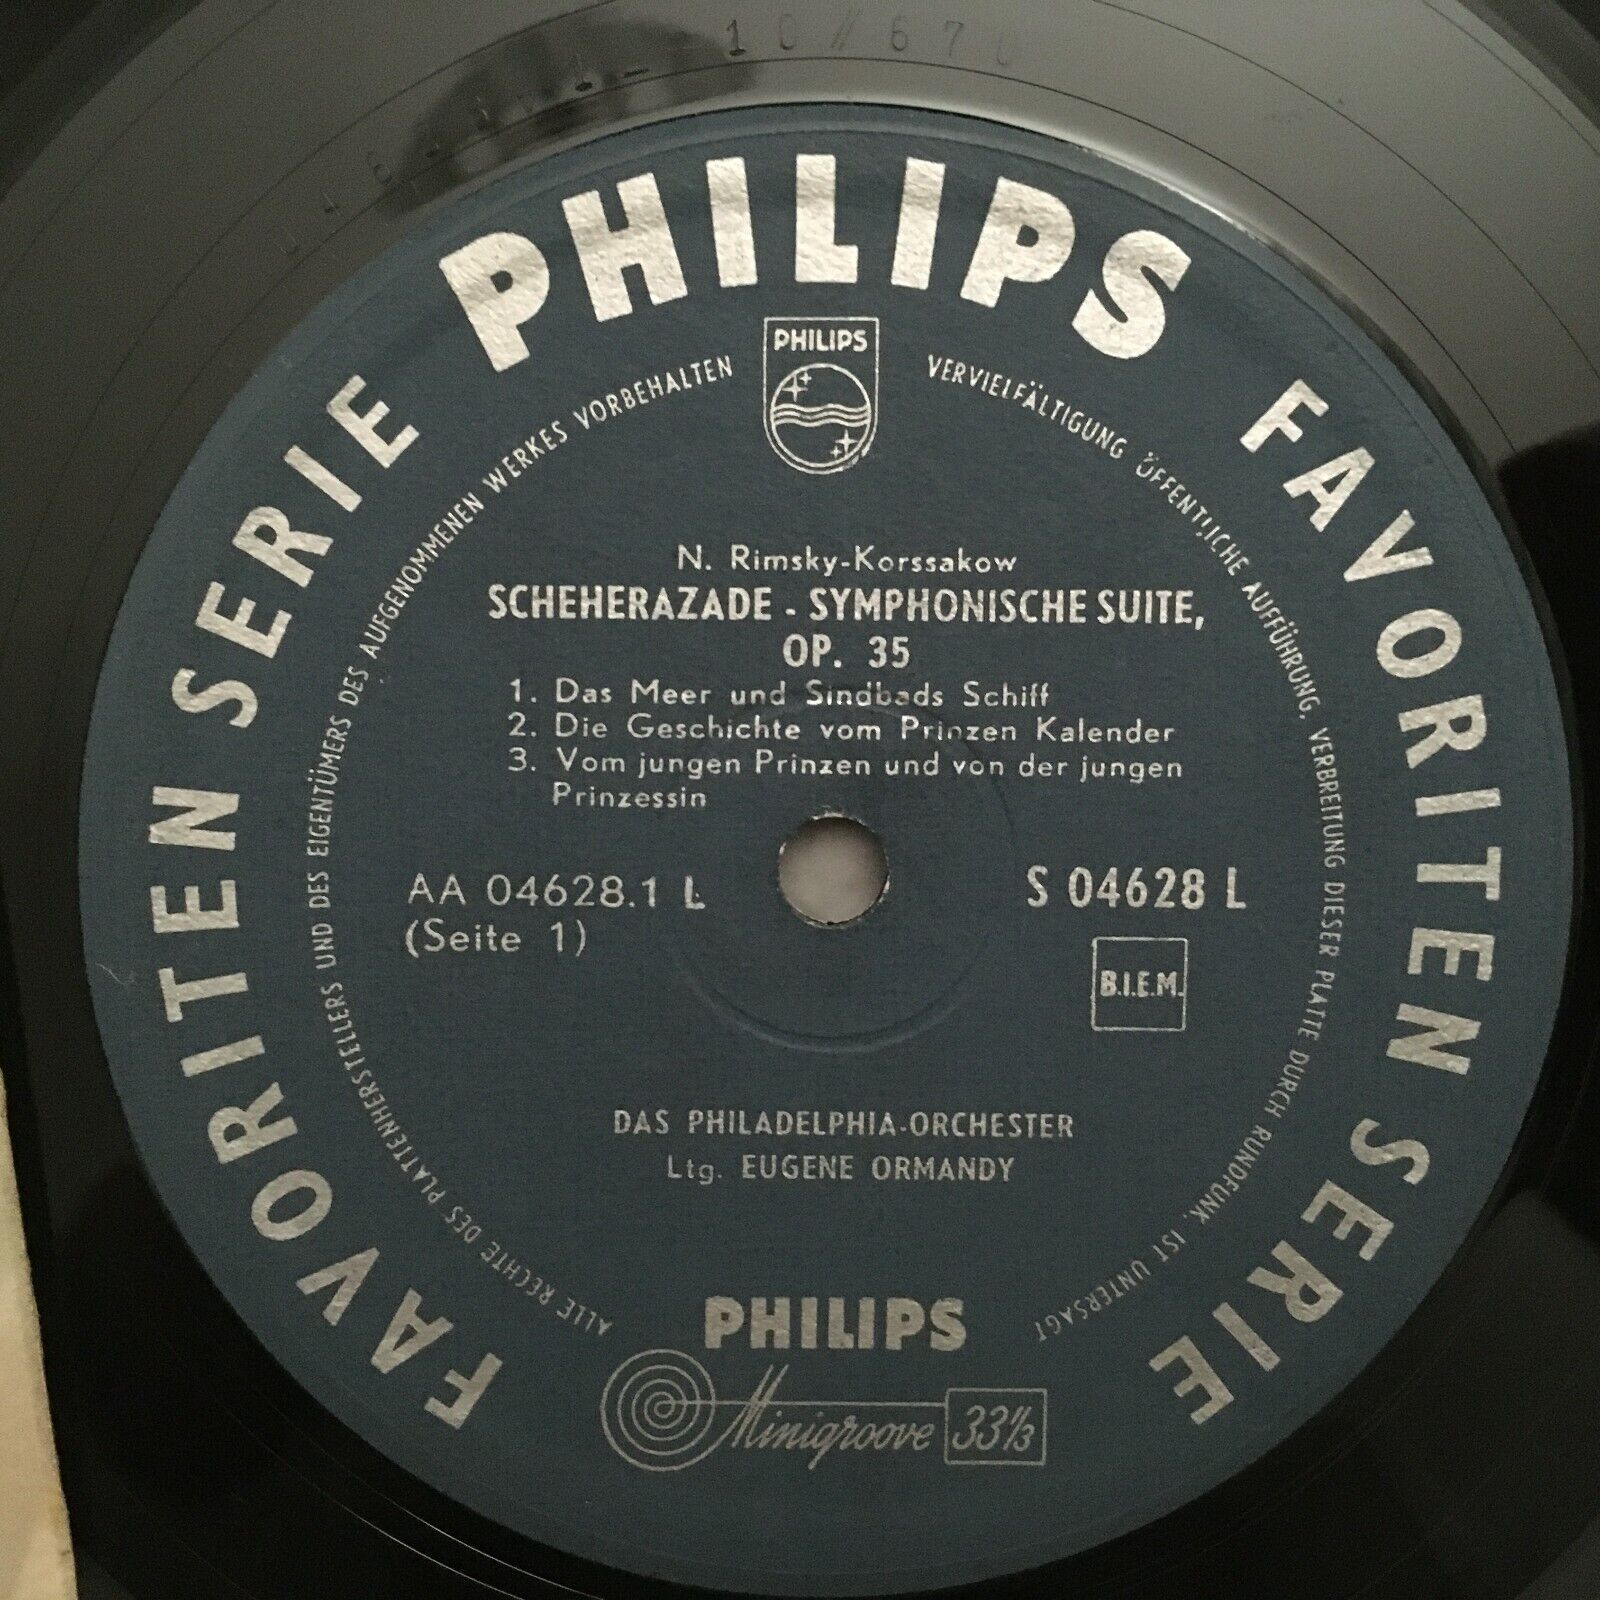 PHILIPS
FAVORITEN SERIE
FAVORITEN SERIE
PHILIPS
ALLE RECHTE DES PLATTENHERSTELLERS UND DES EIGENTÜMERS DES AUFGENOMMENEN WERKES VORBEHALTEN
VERVIELFÄLTIGUNG ÖFFENTLICHE AUFFÜHRUNG, VERBREITUNG DIESER PLATTE DURCH RUNDFUNK, IST UNTERSAGT
N. Rimsky-Korssakow
SCHEHERAZADE - SYMPHONISCHE SUITE,
OP. 35
1. Das Meer und Sindbads Schiff
2. Die Geschichte vom Prinzen Kalender
3. Vom jungen Prinzen und von der jungen
Prinzessin
AA 04628.1 L
(Seite 1)
S 04628 L
B.I.E.M.
DAS PHILADELPHIA-ORCHESTER
Ltg. EUGENE ORMANDY
PHILIPS
Minigroove 33⅓